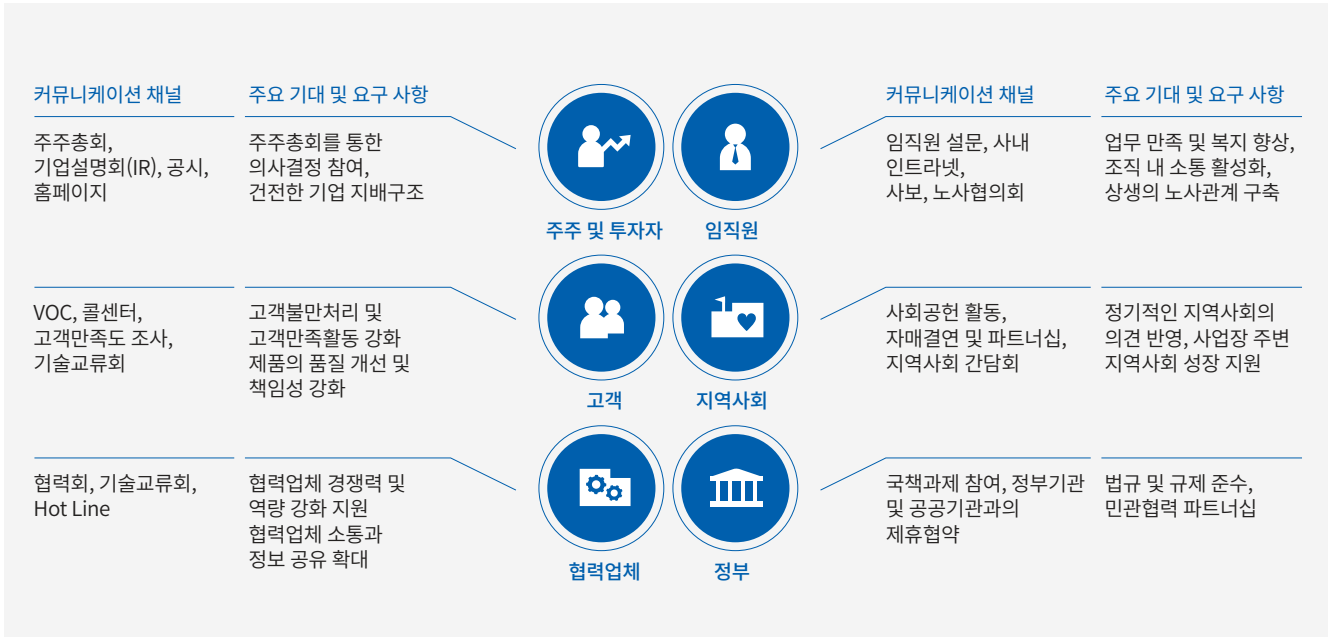 커뮤니케이션 채널
주요 기대 및 요구 사항
주주총회,
기업설명회(IR), 공시,
홈페이지
주주총회를 통한
의사결정 참여,
건전한 기업 지배구조
주주 및 투자자
임직원
커뮤니케이션 채널
주요 기대 및 요구 사항
임직원 설문, 사내
인트라넷,
사보, 노사협의회
업무 만족 및 복지 향상,
조직 내 소통 활성화,
상생의 노사관계 구축
VOC, 콜센터,
고객만족도 조사,
기술교류회
고객불만처리 및
고객만족활동 강화
제품의 품질 개선 및
책임성 강화
고객
지역사회
사회공헌 활동,
자매결연 및 파트너십,
지역사회 간담회
정기적인 지역사회의
의견 반영, 사업장 주변
지역사회 성장 지원
협력회, 기술교류회,
Hot Line
협력업체 경쟁력 및
역량 강화 지원
협력업체 소통과
정보 공유 확대
협력업체
정부
국책과제 참여, 정부기관
및 공공기관과의
제휴협약
법규 및 규제 준수,
민관협력 파트너십